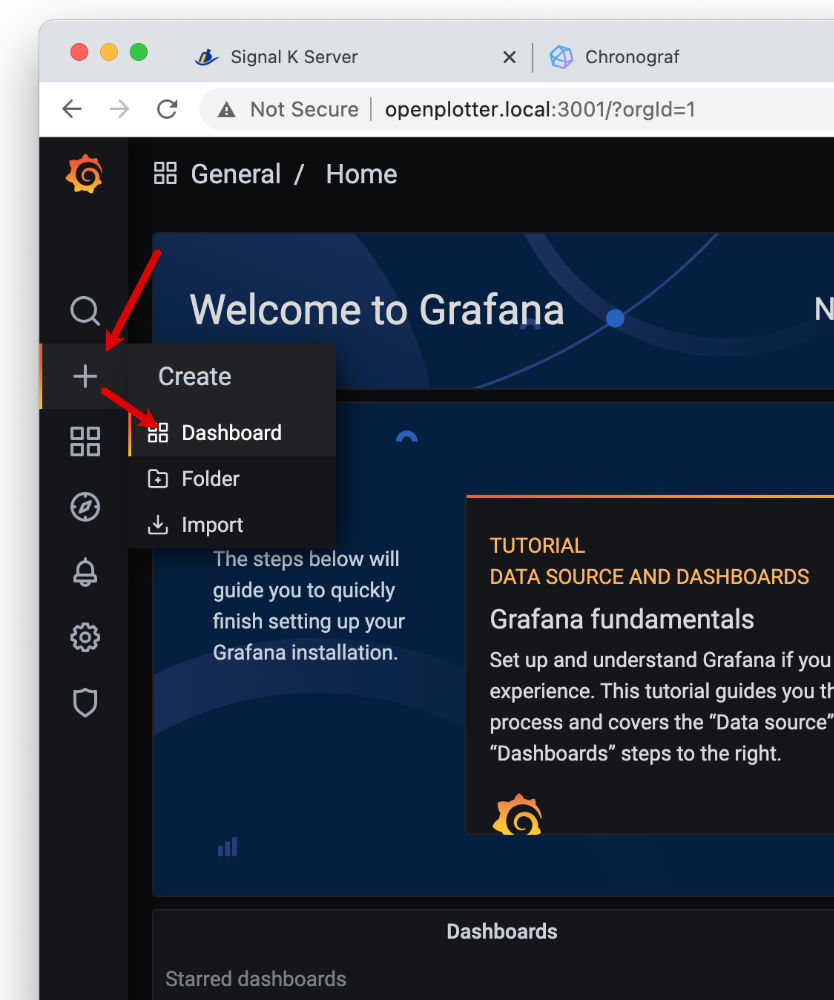 Signal K Server
Chronograf
Not Secure
openplotter.local:3001/?orgId=1
General / Home
Welcome to Grafana
N
Create
Dashboard
Folder
Import
The steps below will
guide you to quickly
finish setting up your
Grafana installation.
TUTORIAL
DATA SOURCE AND DASHBOARDS
Grafana fundamentals
Set up and understand Grafana if you
experience. This tutorial guides you th
process and covers the “Data source”
“Dashboards” steps to the right.
Dashboards
Starred dashboards